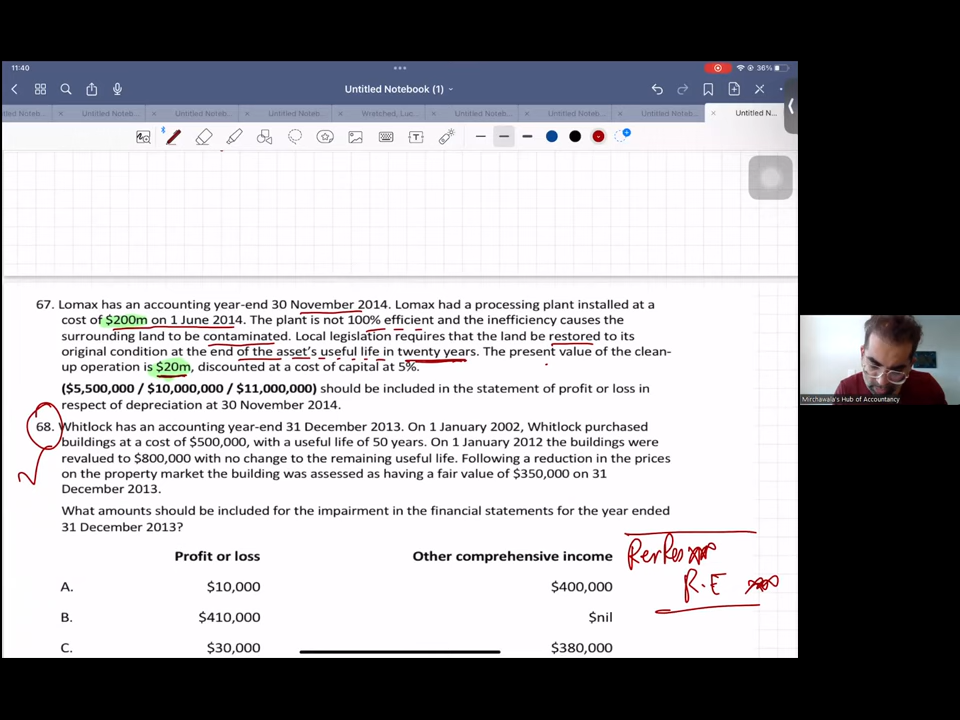 11:40
36%
Untitled Notebook (1)
Untitled Noteb...
Untitled Noteb...
Untitled Noteb...
Wretched, Luc...
Untitled Noteb...
Untitled Noteb...
Untitled N...
67. Lomax has an accounting year-end 30 November 2014. Lomax had a processing plant installed at a
cost of $200m on 1 June 2014. The plant is not 100% efficient and the inefficiency causes the
surrounding land to be contaminated. Local legislation requires that the land be restored to its
original condition at the end of the asset's useful life in twenty years. The present value of the clean-
up operation is $20m, discounted at a cost of capital at 5%.
($5,500,000 / $10,000,000 / $11,000,000) should be included in the statement of profit or loss in
respect of depreciation at 30 November 2014.
68. Whitlock has an accounting year-end 31 December 2013. On 1 January 2002, Whitlock purchased
buildings at a cost of $500,000, with a useful life of 50 years. On 1 January 2012 the buildings were
revalued to $800,000 with no change to the remaining useful life. Following a reduction in the prices
on the property market the building was assessed as having a fair value of $350,000 on 31
December 2013.
What amounts should be included for the impairment in the financial statements for the year ended
31 December 2013?
Profit or loss Other comprehensive income
A. $10,000 $400,000
B. $410,000 $nil
C. $30,000 $380,000
R.E
Mirchawala's Hub of Accountancy